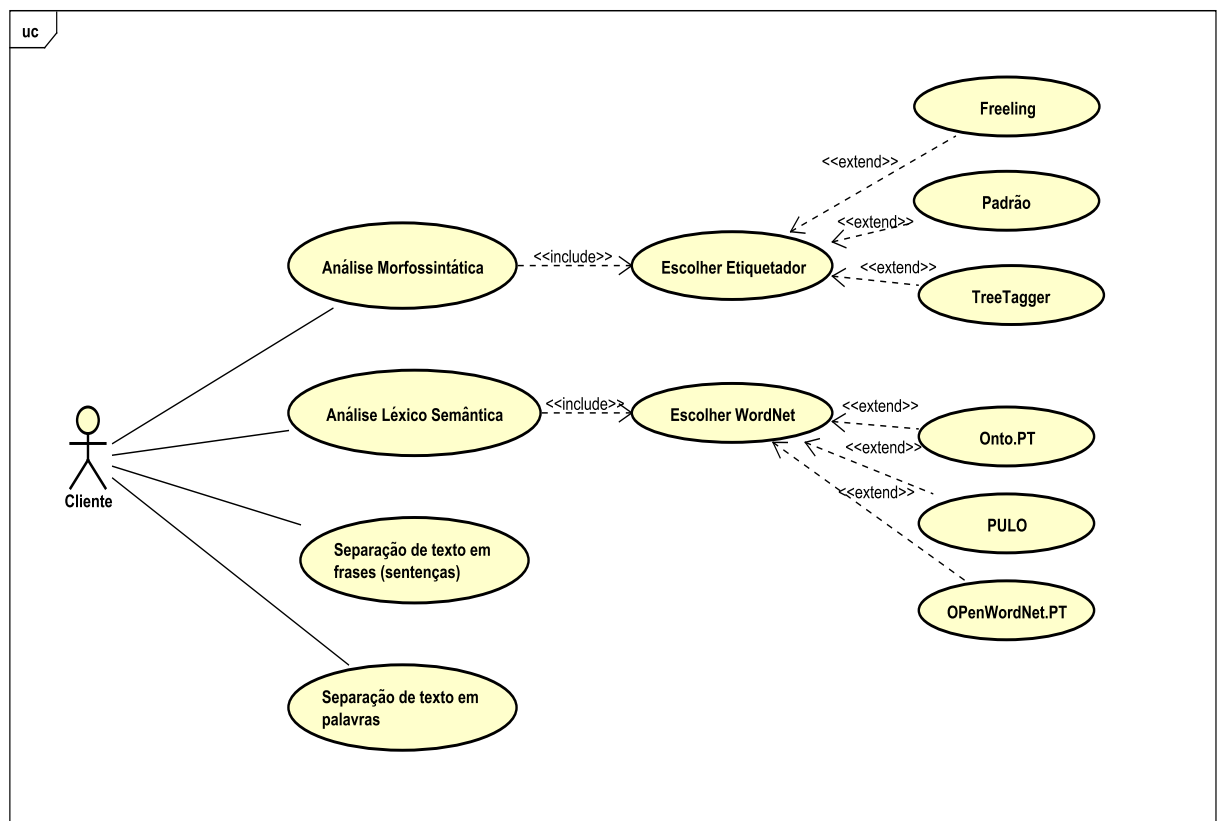 uc
Freeling
<<extend>>
Padrão
<<extend>>
Análise Morfossintática
<<include>>
Escolher Etiquetador
<<extend>>
TreeTagger
Análise Léxico Semântica
<<include>>
Escolher WordNet
<<extend>>
Onto.PT
<<extend>>
<<extend>>
PULO
Cliente
Separação de texto em
frases (sentenças)
OPenWordNet.PT
Separação de texto em
palavras